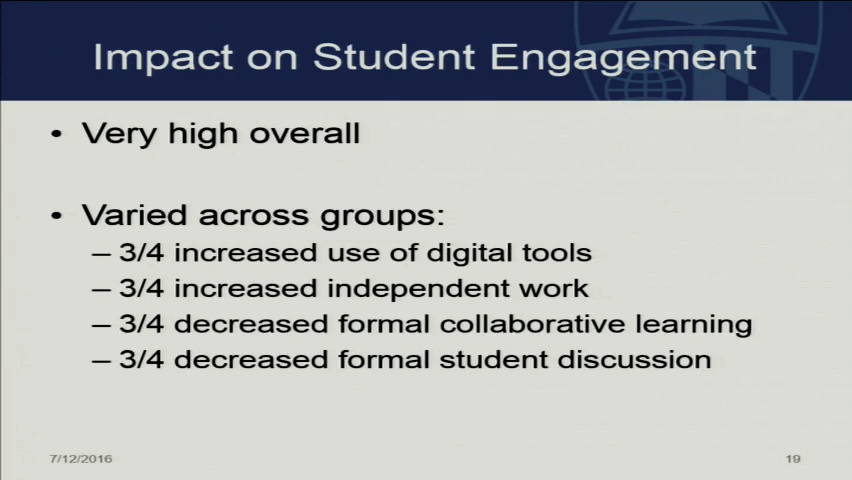 Impact on Student Engagement
• Very high overall
• Varied across groups:
– 3/4 increased use of digital tools
– 3/4 increased independent work
– 3/4 decreased formal collaborative learning
– 3/4 decreased formal student discussion
7/12/2016
19